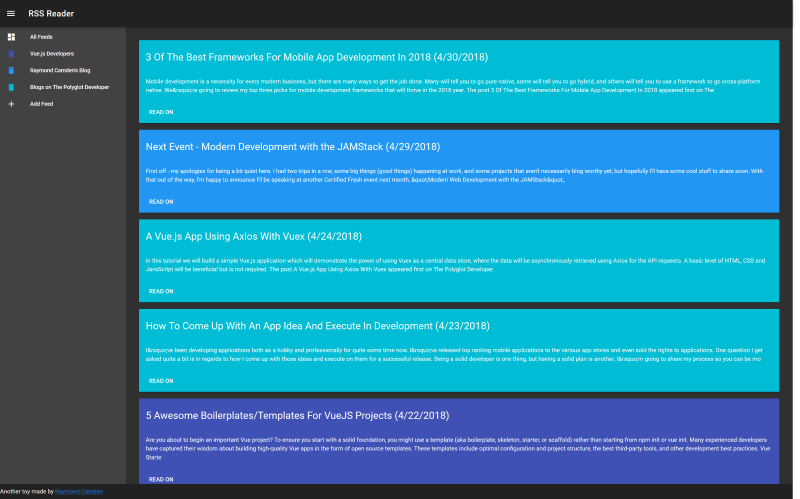 RSS Reader
All Feeds
Vue.js Developers
Raymond Camden's Blog
Blogs on The Polyglot Developer
Add Feed
3 Of The Best Frameworks For Mobile App Development In 2018 (4/30/2018)
Mobile development is a necessity for every modern business, but there are many ways to get the job done. Many will tell you to go pure native, some will tell you to go hybrid, and others will tell you to use a framework to go cross-platform
native. We&rsquo;re going to review my top three picks for mobile development frameworks that will thrive in the 2018 year. The post 3 Of The Best Frameworks For Mobile App Development In 2018 appeared first on The
READ ON
Next Event - Modern Development with the JAMStack (4/29/2018)
First off - my apologies for being a bit quiet here. I had two trips in a row, some big things (good things) happening at work, and some projects that aren't necessarily blog worthy yet, but hopefully I'll have some cool stuff to share soon. With
that out of the way, I'm happy to announce I'll be speaking at another Certified Fresh event next month, &quot;Modern Web Development with the JAMStack&quot;.
READ ON
A Vue.js App Using Axios With Vuex (4/24/2018)
In this tutorial we will build a simple Vue.js application which will demonstrate the power of using Vuex as a central data store, where the data will be asynchronously retrieved using Axios for the API requests. A basic level of HTML, CSS and
JavaScript will be beneficial but is not required. The post A Vue.js App Using Axios With Vuex appeared first on The Polyglot Developer.
READ ON
How To Come Up With An App Idea And Execute In Development (4/23/2018)
I&rsquo;ve been developing applications both as a hobby and professionally for quite some time now. I&rsquo;ve released top ranking mobile applications to the various app stores and even sold the rights to applications. One question I get
asked quite a bit is in regards to how I come up with those ideas and execute on them for a successful release. Being a solid developer is one thing, but having a solid plan is another. I&rsquo;m going to share my process so you can be mo
READ ON
5 Awesome Boilerplates/Templates For VueJS Projects (4/22/2018)
Are you about to begin an important Vue project? To ensure you start with a solid foundation, you might use a template (aka boilerplate, skeleton, starter, or scaffold) rather than starting from npm init or vue init. Many experienced developers
have captured their wisdom about building high-quality Vue apps in the form of open source templates. These templates include optimal configuration and project structure, the best third-party tools, and other development best practices. Vue
Starte
READ ON
Another toy made by Raymond Camden